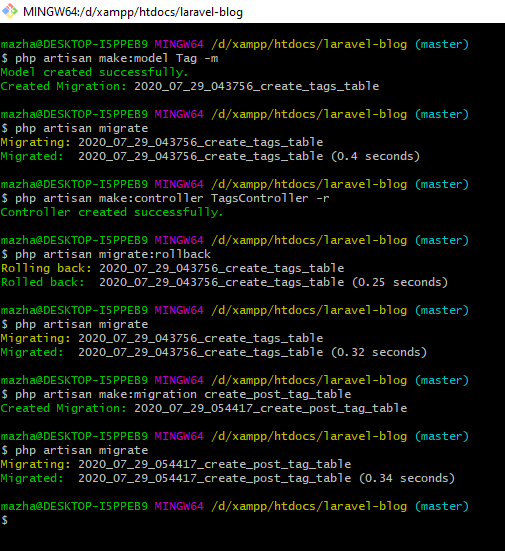 MINGW64:/d/xampp/htdocs/laravel-blog
mazha@DESKTOP-I5PPEB9 MINGW64 /d/xampp/htdocs/laravel-blog (master)
$ php artisan make:model Tag -m
Model created successfully.
Created Migration: 2020_07_29_043756_create_tags_table
mazha@DESKTOP-I5PPEB9 MINGW64 /d/xampp/htdocs/laravel-blog (master)
$ php artisan migrate
Migrating: 2020_07_29_043756_create_tags_table
Migrated:  2020_07_29_043756_create_tags_table (0.4 seconds)
mazha@DESKTOP-I5PPEB9 MINGW64 /d/xampp/htdocs/laravel-blog (master)
$ php artisan make:controller TagsController -r
Controller created successfully.
mazha@DESKTOP-I5PPEB9 MINGW64 /d/xampp/htdocs/laravel-blog (master)
$ php artisan migrate:rollback
Rolling back: 2020_07_29_043756_create_tags_table
Rolled back:  2020_07_29_043756_create_tags_table (0.25 seconds)
mazha@DESKTOP-I5PPEB9 MINGW64 /d/xampp/htdocs/laravel-blog (master)
$ php artisan migrate
Migrating: 2020_07_29_043756_create_tags_table
Migrated:  2020_07_29_043756_create_tags_table (0.32 seconds)
mazha@DESKTOP-I5PPEB9 MINGW64 /d/xampp/htdocs/laravel-blog (master)
$ php artisan make:migration create_post_tag_table
Created Migration: 2020_07_29_054417_create_post_tag_table
mazha@DESKTOP-I5PPEB9 MINGW64 /d/xampp/htdocs/laravel-blog (master)
$ php artisan migrate
Migrating: 2020_07_29_054417_create_post_tag_table
Migrated:  2020_07_29_054417_create_post_tag_table (0.34 seconds)
mazha@DESKTOP-I5PPEB9 MINGW64 /d/xampp/htdocs/laravel-blog (master)
$